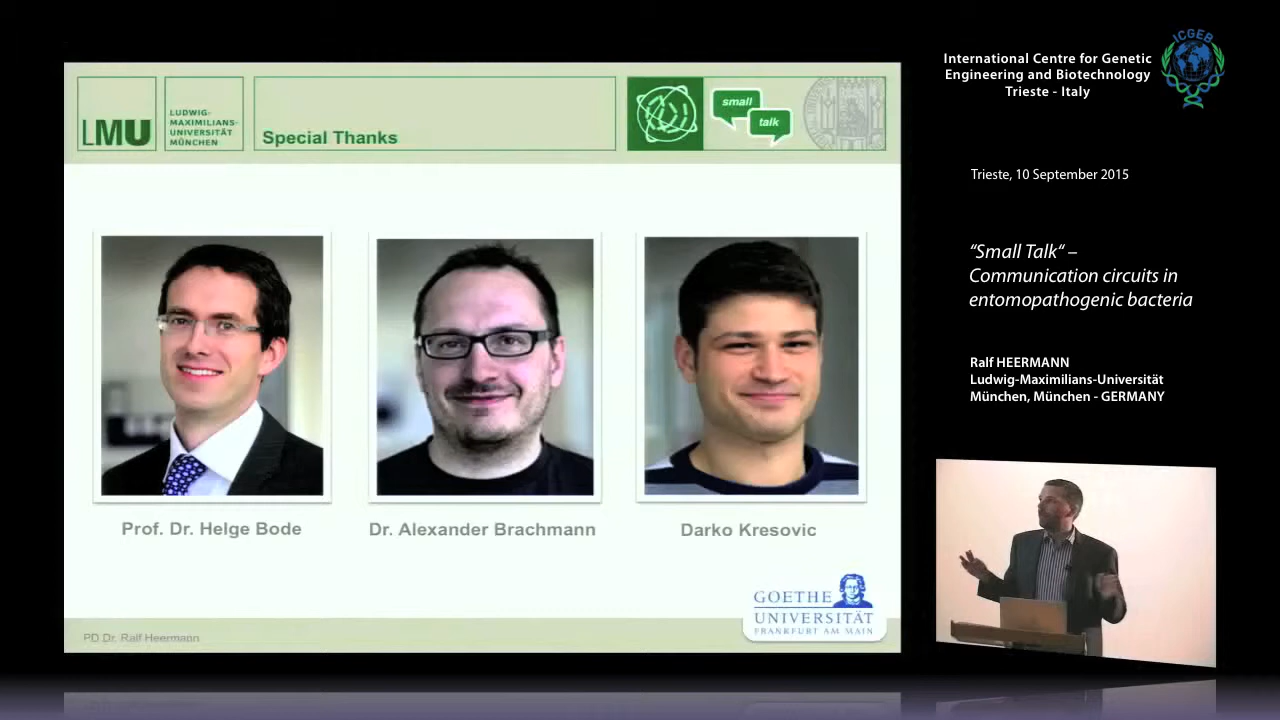 LMU
LUDWIG-
MAXIMILIANS-
UNIVERSITÄT
MÜNCHEN
Special Thanks
small
talk
Prof. Dr. Helge Bode
Dr. Alexander Brachmann
Darko Kresovic
GOETHE
UNIVERSITÄT
FRANKFURT AM MAIN
PD Dr. Ralf Heermann
International Centre for Genetic
Engineering and Biotechnology
Trieste - Italy
ICGEB
Trieste, 10 September 2015
“Small Talk“ –
Communication circuits in
entomopathogenic bacteria
Ralf HEERMANN
Ludwig-Maximilians-Universität
München, München - GERMANY